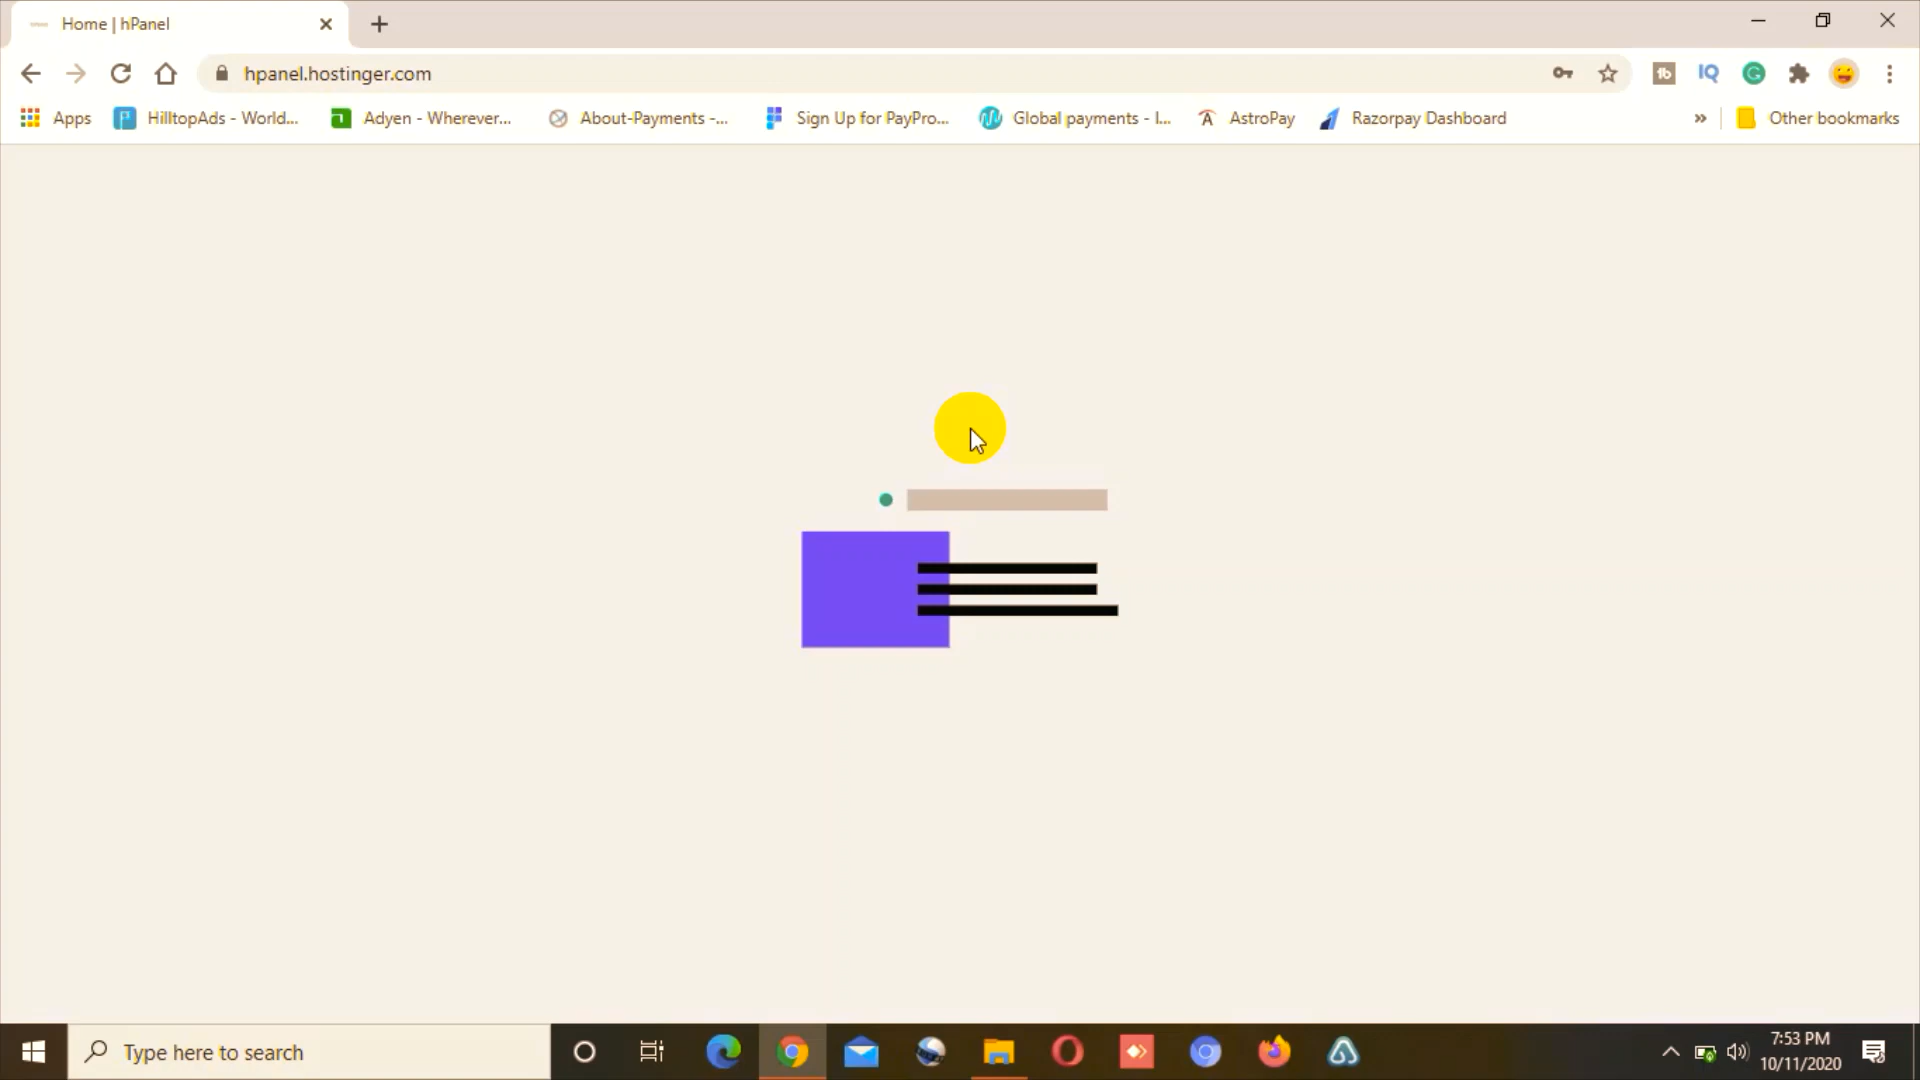 Home | hPanel
hpanel.hostinger.com
Apps
HilltopAds - World...
Adyen - Wherever...
About-Payments -...
Sign Up for PayPro...
Global payments - I...
AstroPay
Razorpay Dashboard
Other bookmarks
Type here to search
7:53 PM
10/11/2020